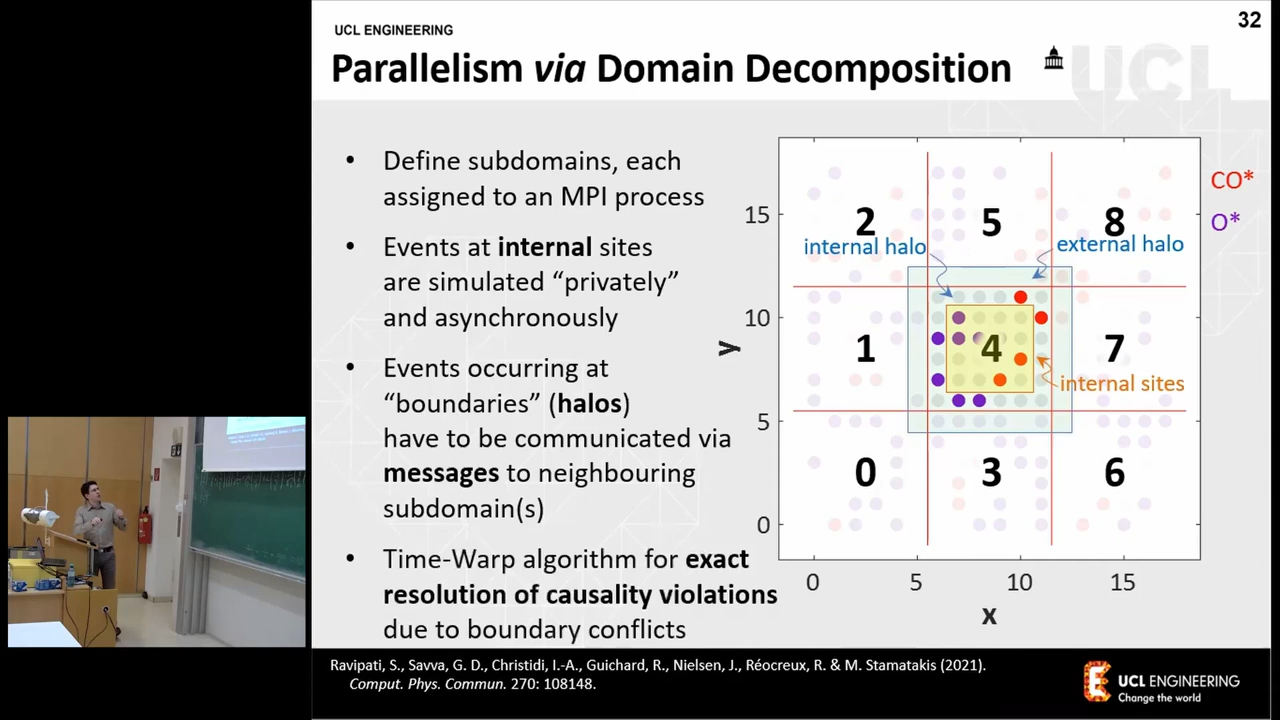 UCL ENGINEERING
32
Parallelism via Domain Decomposition
UCL
• Define subdomains, each
assigned to an MPI process
• Events at internal sites
are simulated “privately”
and asynchronously
• Events occurring at
“boundaries” (halos)
have to be communicated via
messages to neighbouring
subdomain(s)
• Time-Warp algorithm for exact
resolution of causality violations
due to boundary conflicts
CO*
O*
15
2
5
8
internal halo
external halo
10
1
4
7
internal sites
5
0
3
6
0
y
0
5
10
15
x
Ravipati, S., Savva, G. D., Christidi, I.-A., Guichard, R., Nielsen, J., Réocreux, R. & M. Stamatakis (2021).
Comput. Phys. Commun. 270: 108148.
UCL ENGINEERING
Change the world